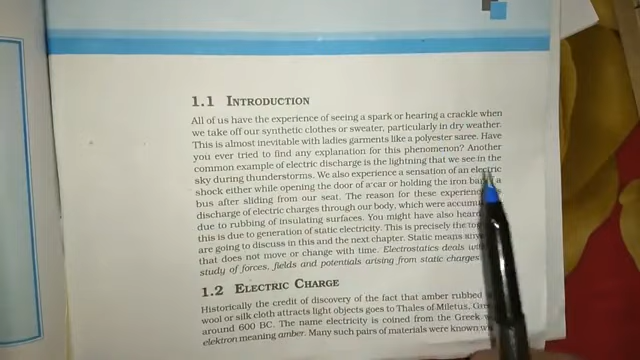 1.1 INTRODUCTION
All of us have the experience of seeing a spark or hearing a crackle when
we take off our synthetic clothes or sweater, particularly in dry weather.
This is almost inevitable with ladies garments like a polyester saree. Have
you ever tried to find any explanation for this phenomenon? Another
common example of electric discharge is the lightning that we see in the
sky during thunderstorms. We also experience a sensation of an electric
shock either while opening the door of a car or holding the iron bar a
bus after sliding from our seat. The reason for these
discharge of electric charges through our body, which were
due to rubbing of insulating surfaces. You might have also
this is due to generation of static electricity. This is precisely the
are going to discuss in this and the next chapter. Static means
that does not move or change with time. Electrostatics deals
study of forces, fields and potentials arising from static charges
1.2 ELECTRIC CHARGE
Historically the credit of discovery of the fact that amber rubbed
wool or silk cloth attracts light objects goes to Thales of Miletus,
around 600 BC. The name electricity is coined from the Greek
elektron meaning amber. Many such pairs of materials were known